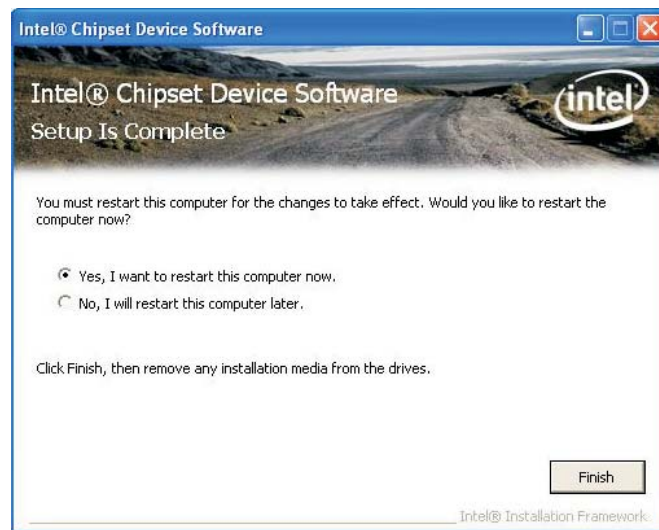 Intel® Chipset Device Software
Intel® Chipset Device Software
intel
Setup Is Complete
You must restart this computer for the changes to take effect. Would you like to restart the
computer now?
Yes, I want to restart this computer now.
No, I will restart this computer later.
Click Finish, then remove any installation media from the drives.
Finish
Intel® Installation Framework